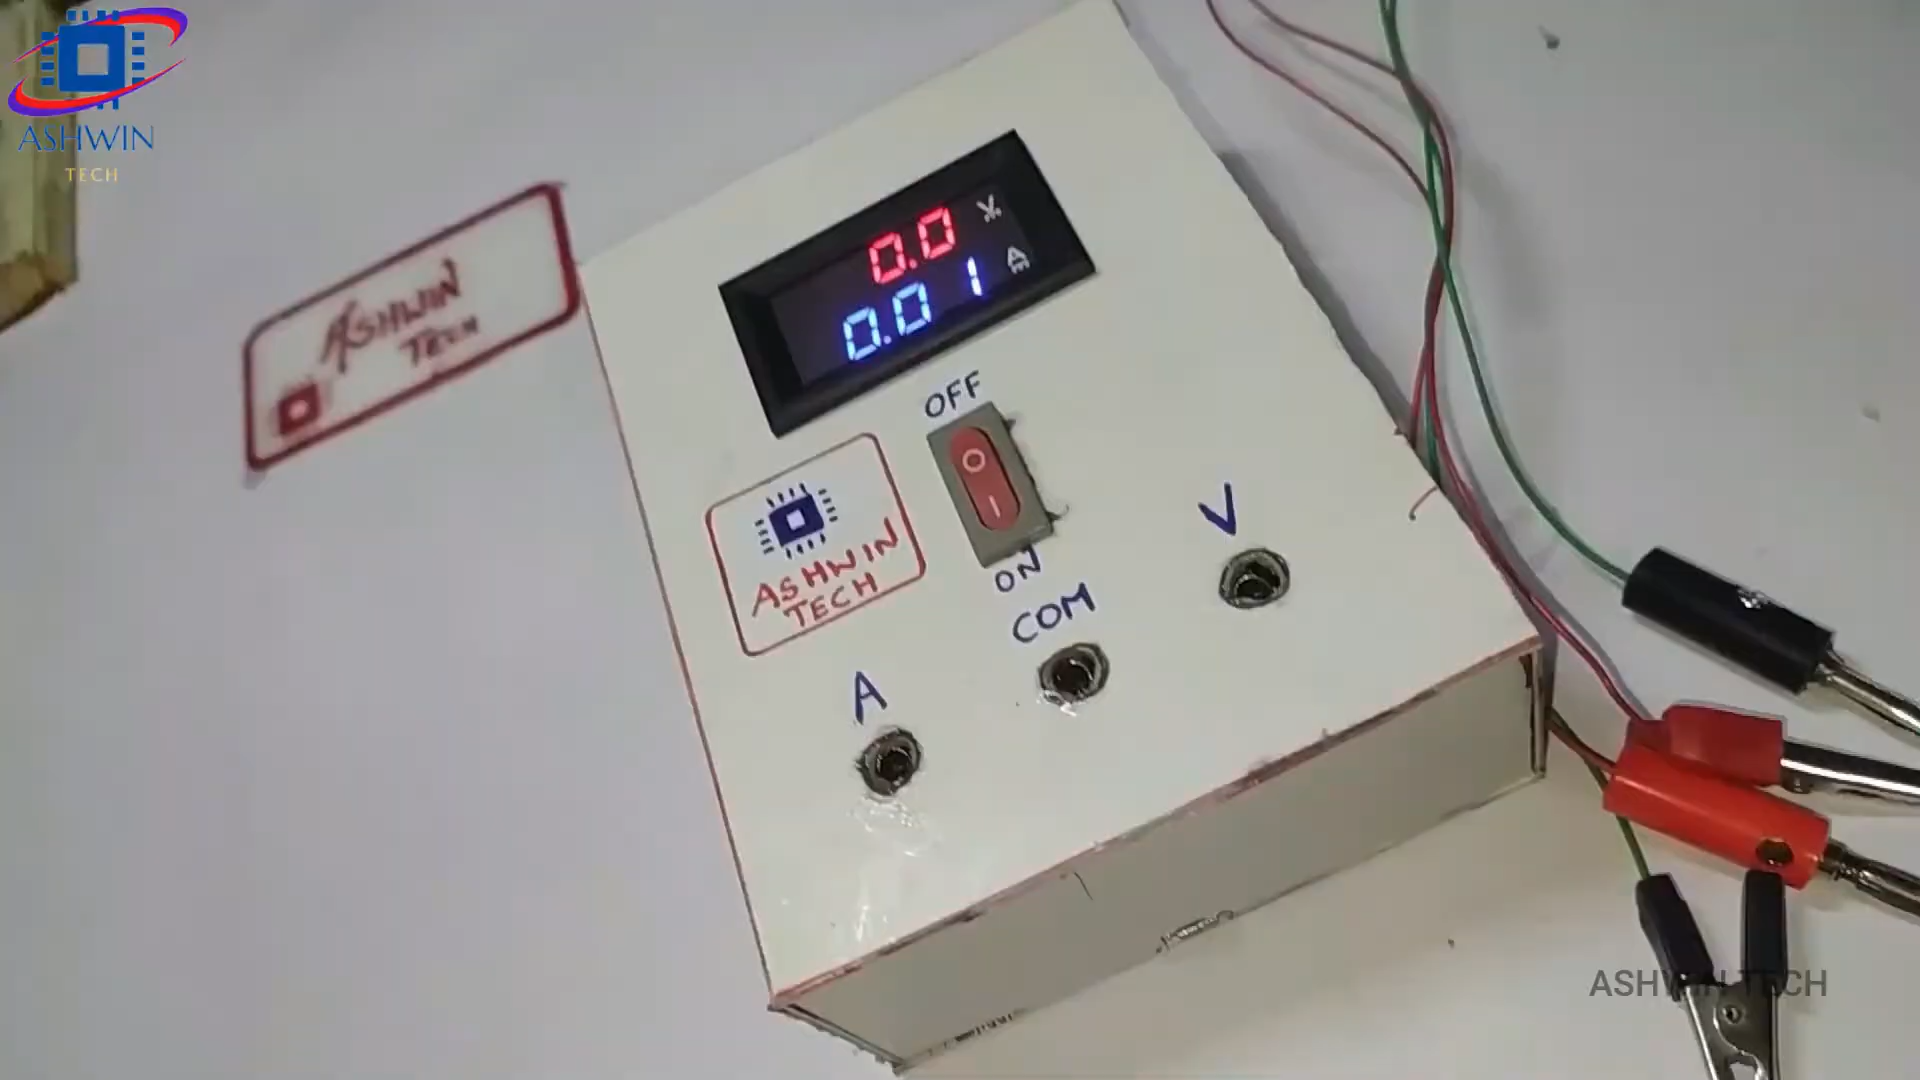 ASHWIN
TECH
ASHWIN
TECH
0.0 V
0.01 A
OFF
ON
ASHWIN
TECH
COM
V
A
ASHWIN TECH